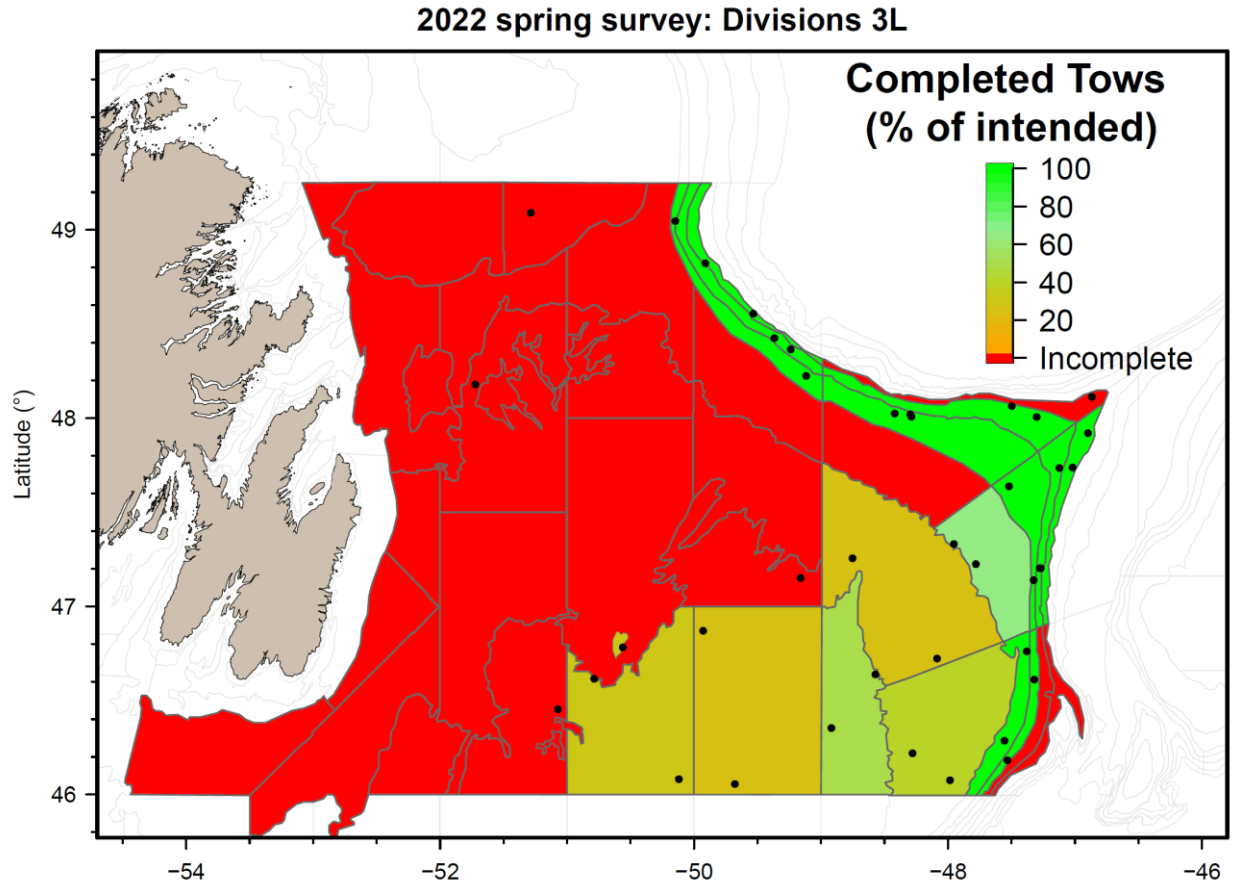 2022 spring survey: Divisions 3L
Completed Tows
(% of intended)
100
80
60
40
20
Incomplete
49
48
47
46
Latitude (°)
−54
−52
−50
−48
−46